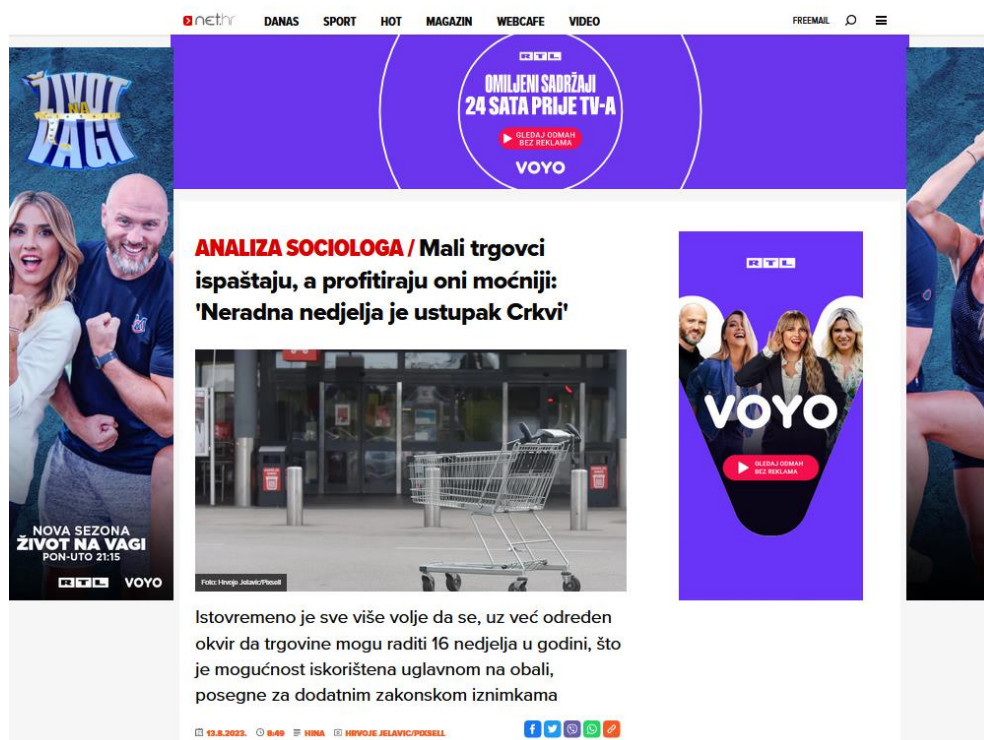 net.hr
DANAS
SPORT
HOT
MAGAZIN
WEBCAFE
VIDEO
FREEMAIL
RTL
OMILJENI SADRŽAJI
24 SATA PRIJE TV-A
GLEDAJ ODMAH
BEZ REKLAMA
VOYO
ŽIVOT
NA
VAGI
NOVA SEZONA
ŽIVOT NA VAGI
PON-UTO 21:15
RTL VOYO
ANALIZA SOCIOLOGA / Mali trgovci
ispaštaju, a profitiraju oni moćniji:
'Neradna nedjelja je ustupak Crkvi'
Foto: Hrvoje Jelavic/Pixsell
RTL
VOYO
GLEDAJ ODMAH
BEZ REKLAMA
Istovremeno je sve više volje da se, uz već određen
okvir da trgovine mogu raditi 16 nedjelja u godini, što
je mogućnost iskorištena uglavnom na obali,
posegne za dodatnim zakonskom iznimkama
13.8.2023. 8:49 HINA HRVOJE JELAVIC/PIXSELL